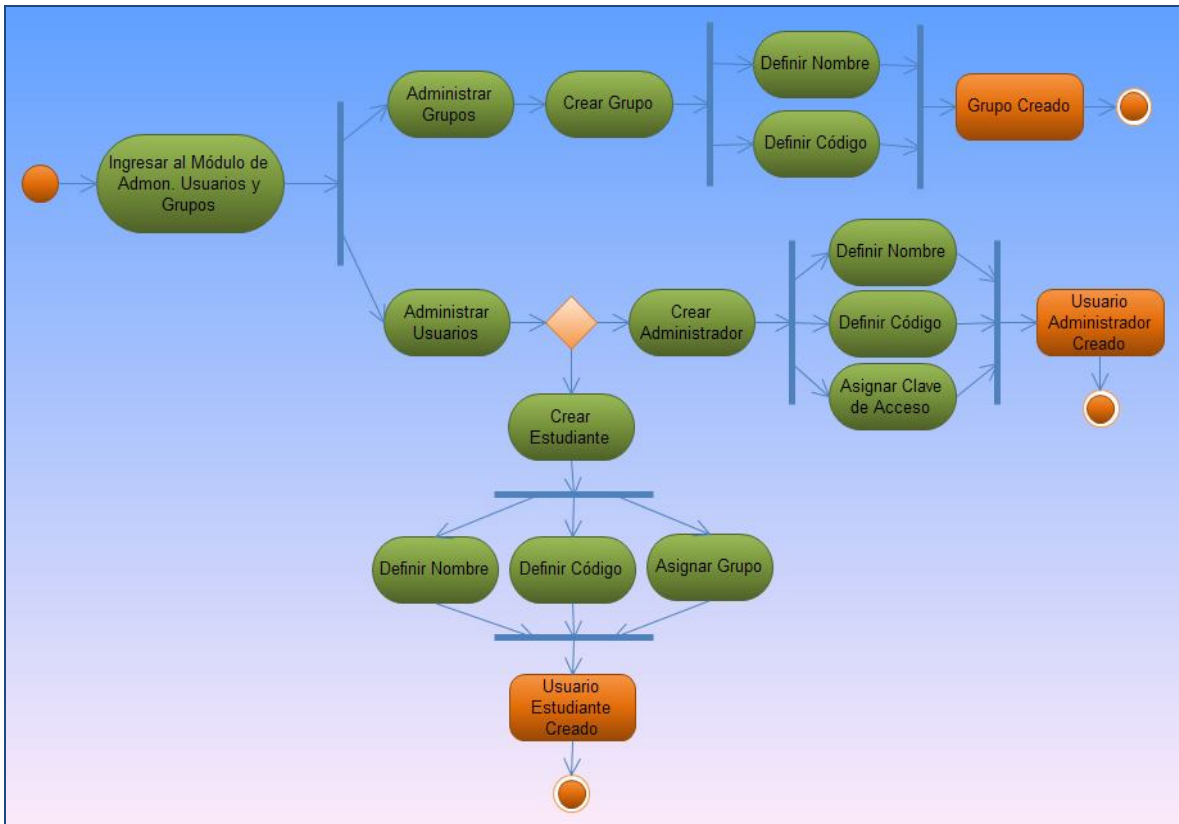 Ingresar al Módulo de
Admon. Usuarios y
Grupos
Administrar
Grupos
Crear Grupo
Definir Nombre
Definir Código
Grupo Creado
Administrar
Usuarios
Crear
Administrador
Definir Nombre
Definir Código
Asignar Clave
de Acceso
Usuario
Administrador
Creado
Crear
Estudiante
Definir Nombre
Definir Código
Asignar Grupo
Usuario
Estudiante
Creado